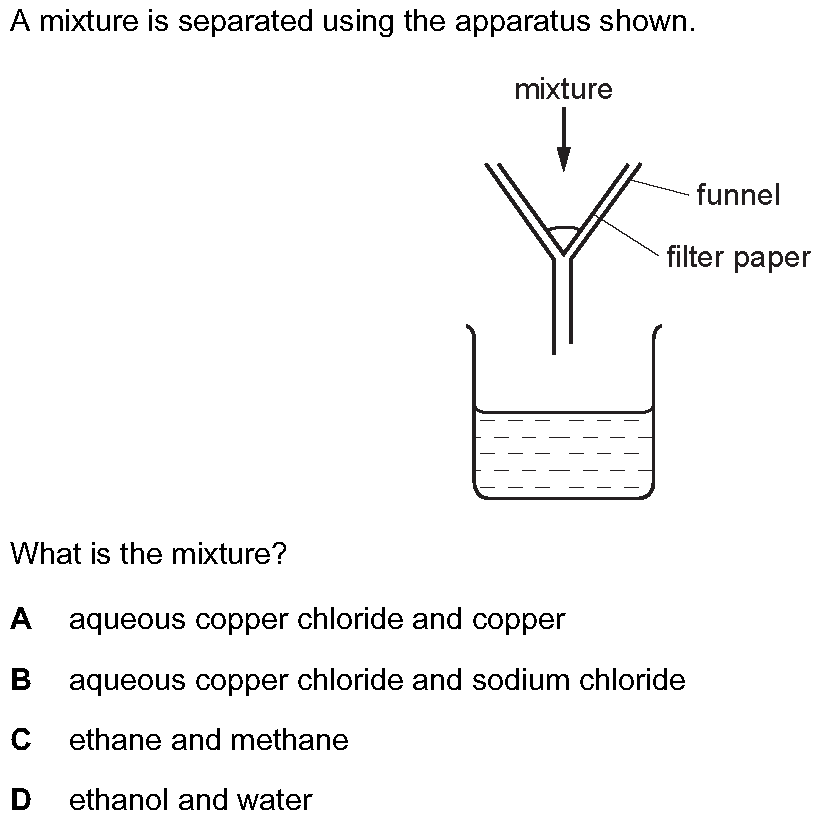 A mixture is separated using the apparatus shown.
mixture
funnel
filter paper
What is the mixture?
A aqueous copper chloride and copper
B aqueous copper chloride and sodium chloride
C ethane and methane
D ethanol and water